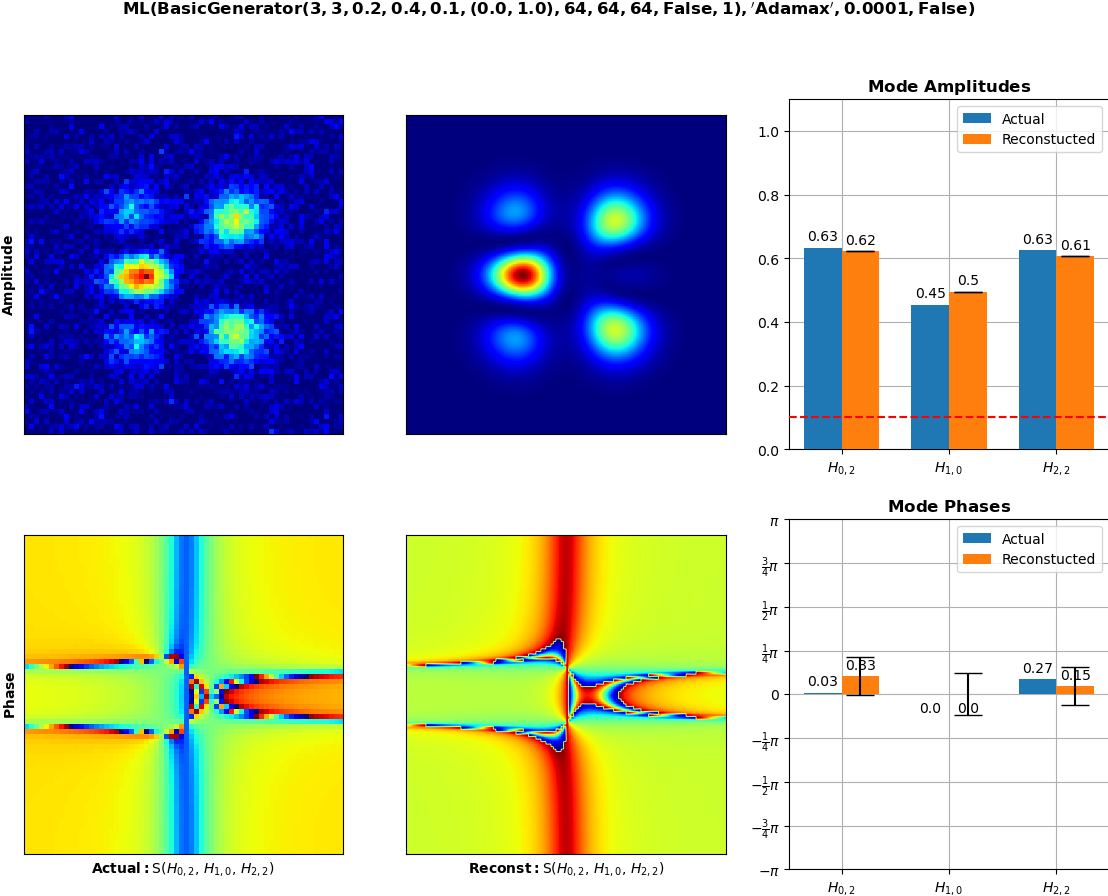 ML(BasicGenerator(3, 3, 0.2, 0.4, 0.1, (0.0, 1.0), 64, 64, 64, False, 1), ′Adamax′, 0.0001, False)
Amplitude
Mode Amplitudes
Actual
Reconstucted
1.0
0.8
0.6
0.4
0.2
0.0
0.63
0.62
0.45
0.5
0.63
0.61
H0, 2
H1, 0
H2, 2
Phase
Actual: S(H0, 2, H1, 0, H2, 2)
Reconst: S(H0, 2, H1, 0, H2, 2)
Mode Phases
Actual
Reconstucted
π
3/4π
1/2π
1/4π
0
−1/4π
−1/2π
−3/4π
−π
0.03
0.33
0.0
0.0
0.27
0.15
H0, 2
H1, 0
H2, 2